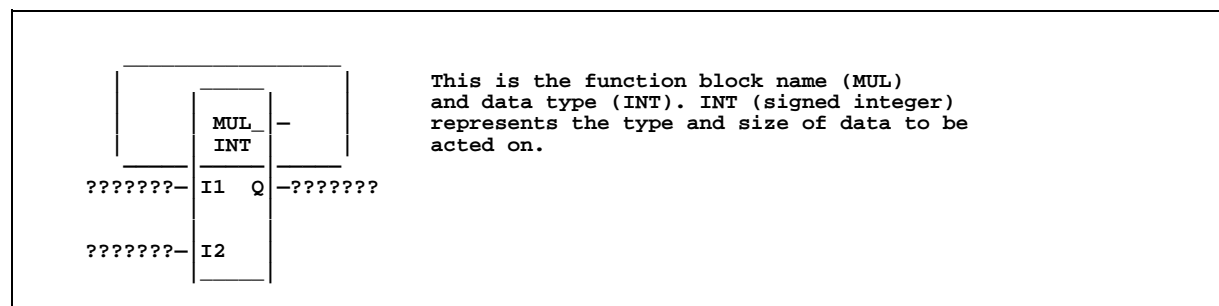 This is the function block name (MUL)
and data type (INT). INT (signed integer)
represents the type and size of data to be
acted on.
MUL_
INT
??????? I1 Q ???????
??????? I2